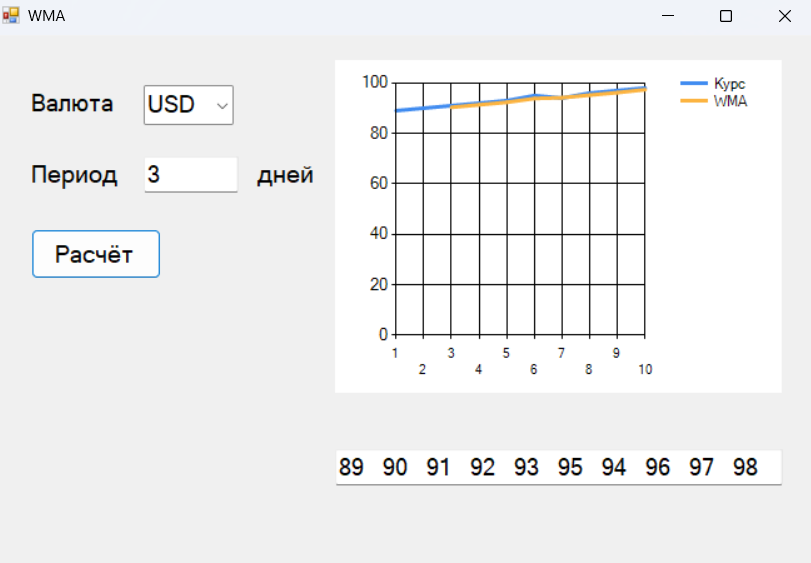 WMA
Валюта USD
Период 3 дней
Расчёт
100
80
60
40
20
0
1 2 3 4 5 6 7 8 9 10
Курс
WMA
89 90 91 92 93 95 94 96 97 98